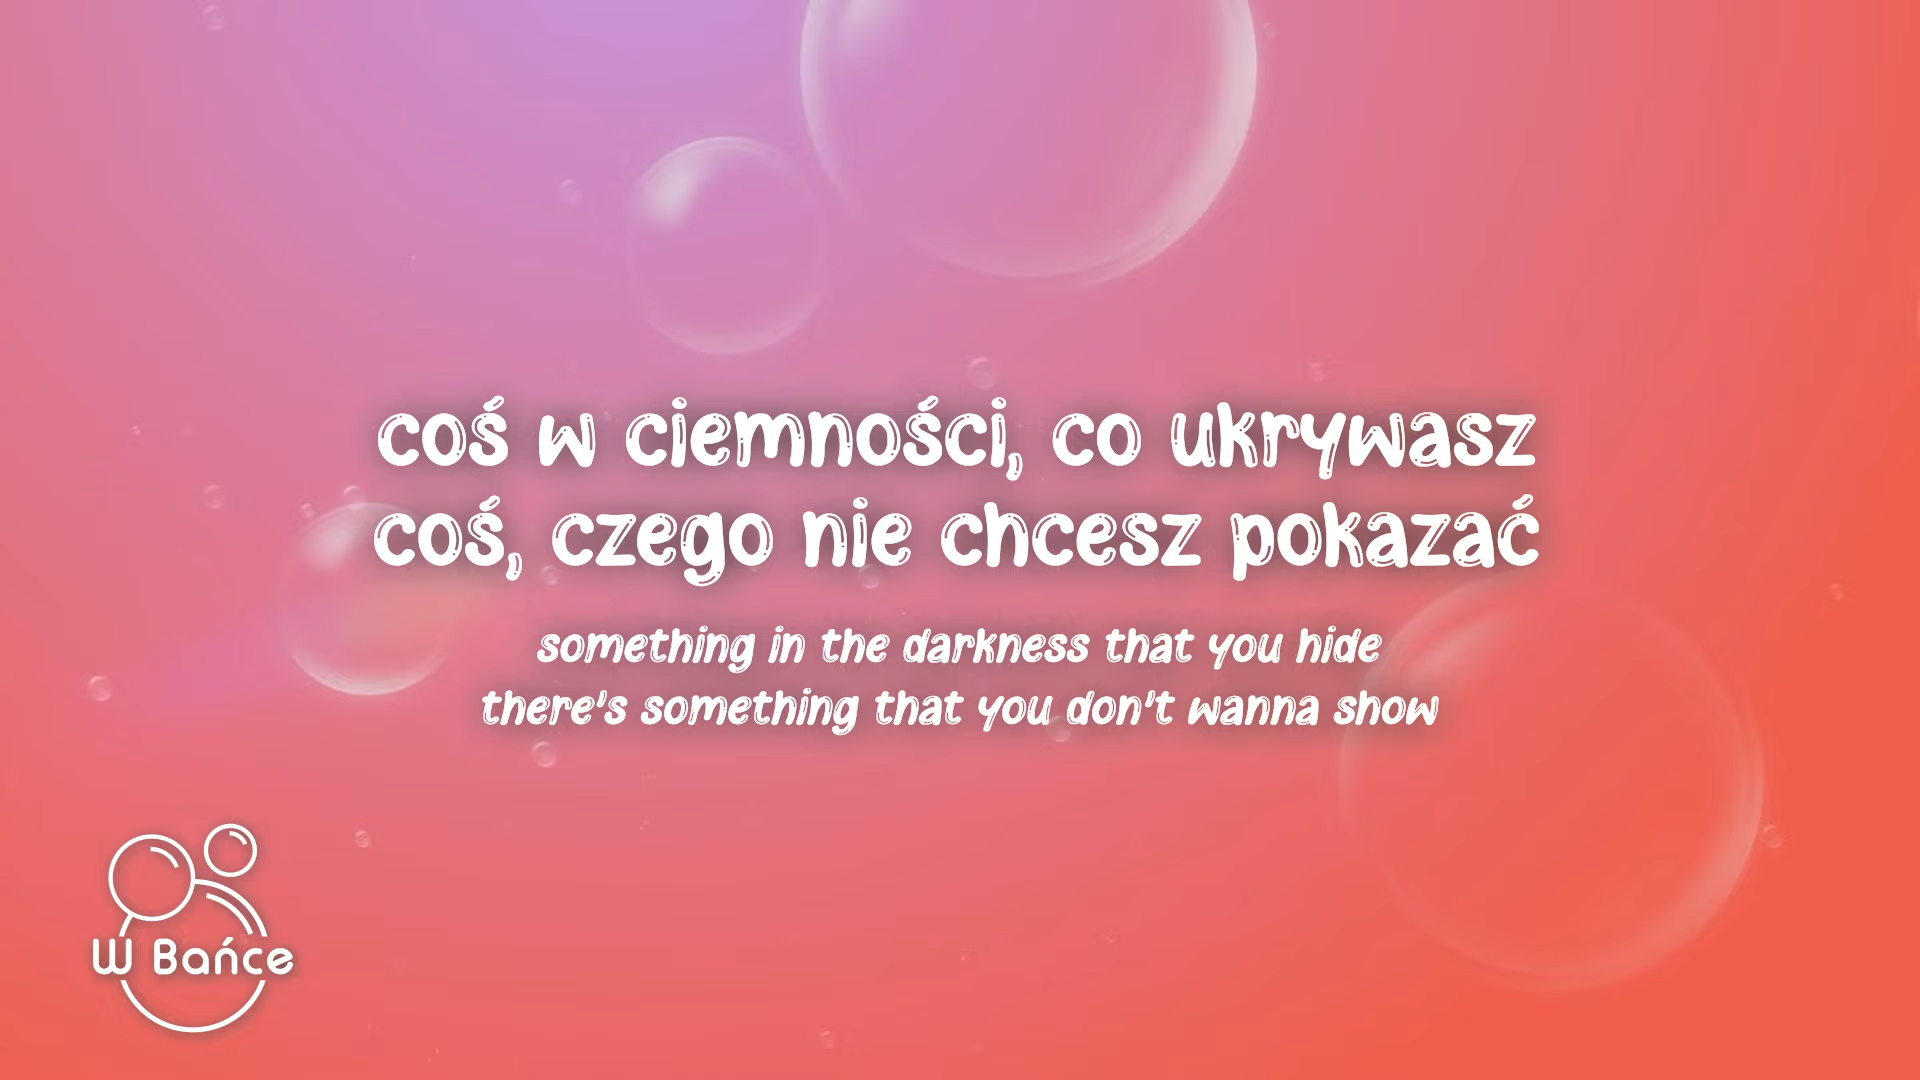 coś w ciemności, co ukrywasz
coś, czego nie chcesz pokazać
something in the darkness that you hide
there's something that you don't wanna show
W Bańce